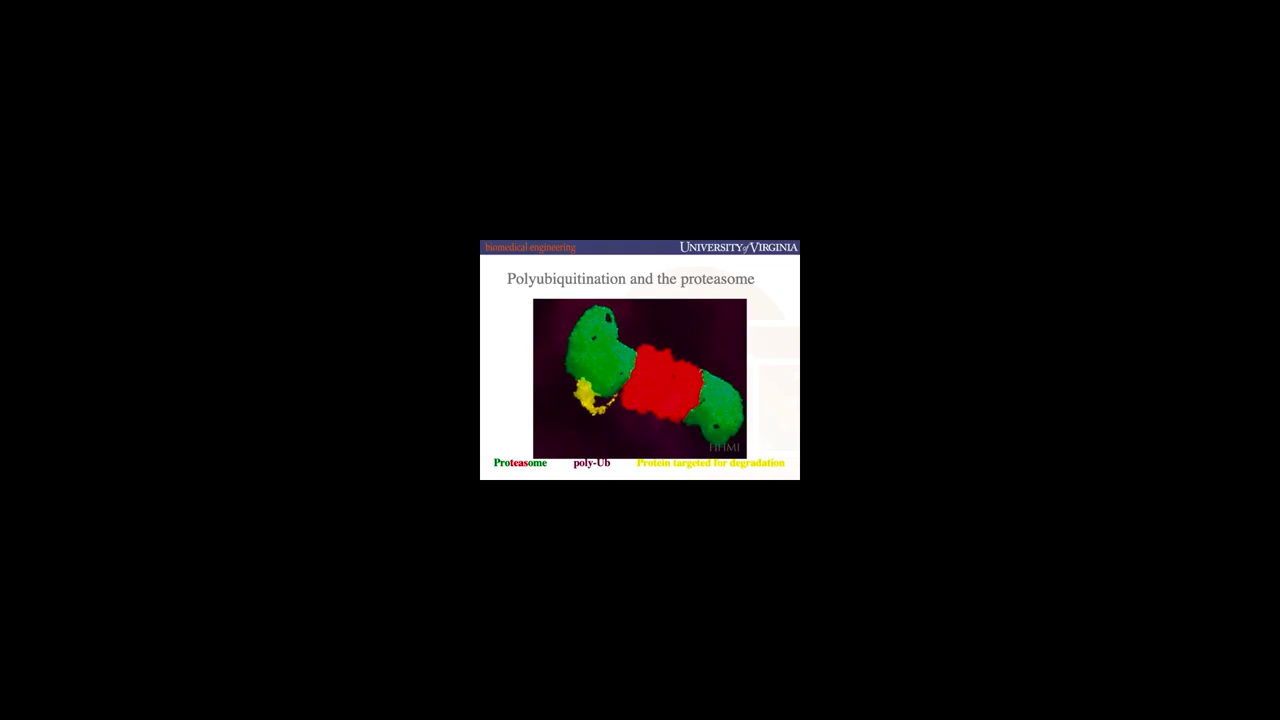 biomedical engineering
UNIVERSITY of VIRGINIA
Polyubiquitination and the proteasome
HHMI
Proteasome poly-Ub Protein targeted for degradation